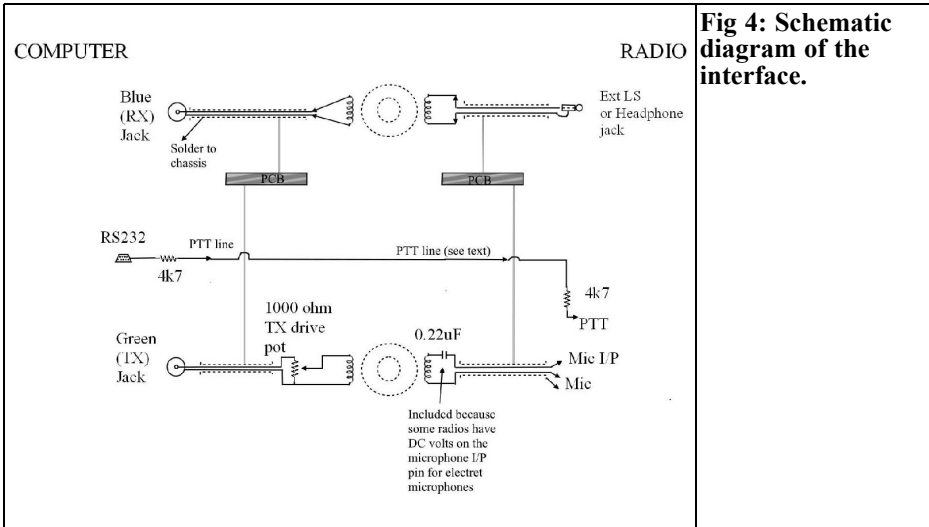 COMPUTER
RADIO
Fig 4: Schematic
diagram of the
interface.
Blue
(RX)
Jack
Solder to
chassis
Ext LS
or Headphone
jack
PCB
PCB
RS232
PTT line
4k7
PTT line (see text)
4k7
PTT
1000 ohm
TX drive
pot
0.22uF
Green
(TX)
Jack
Mic I/P
Mic
Included because
some radios have
DC volts on the
microphone I/P
pin for electret
microphones